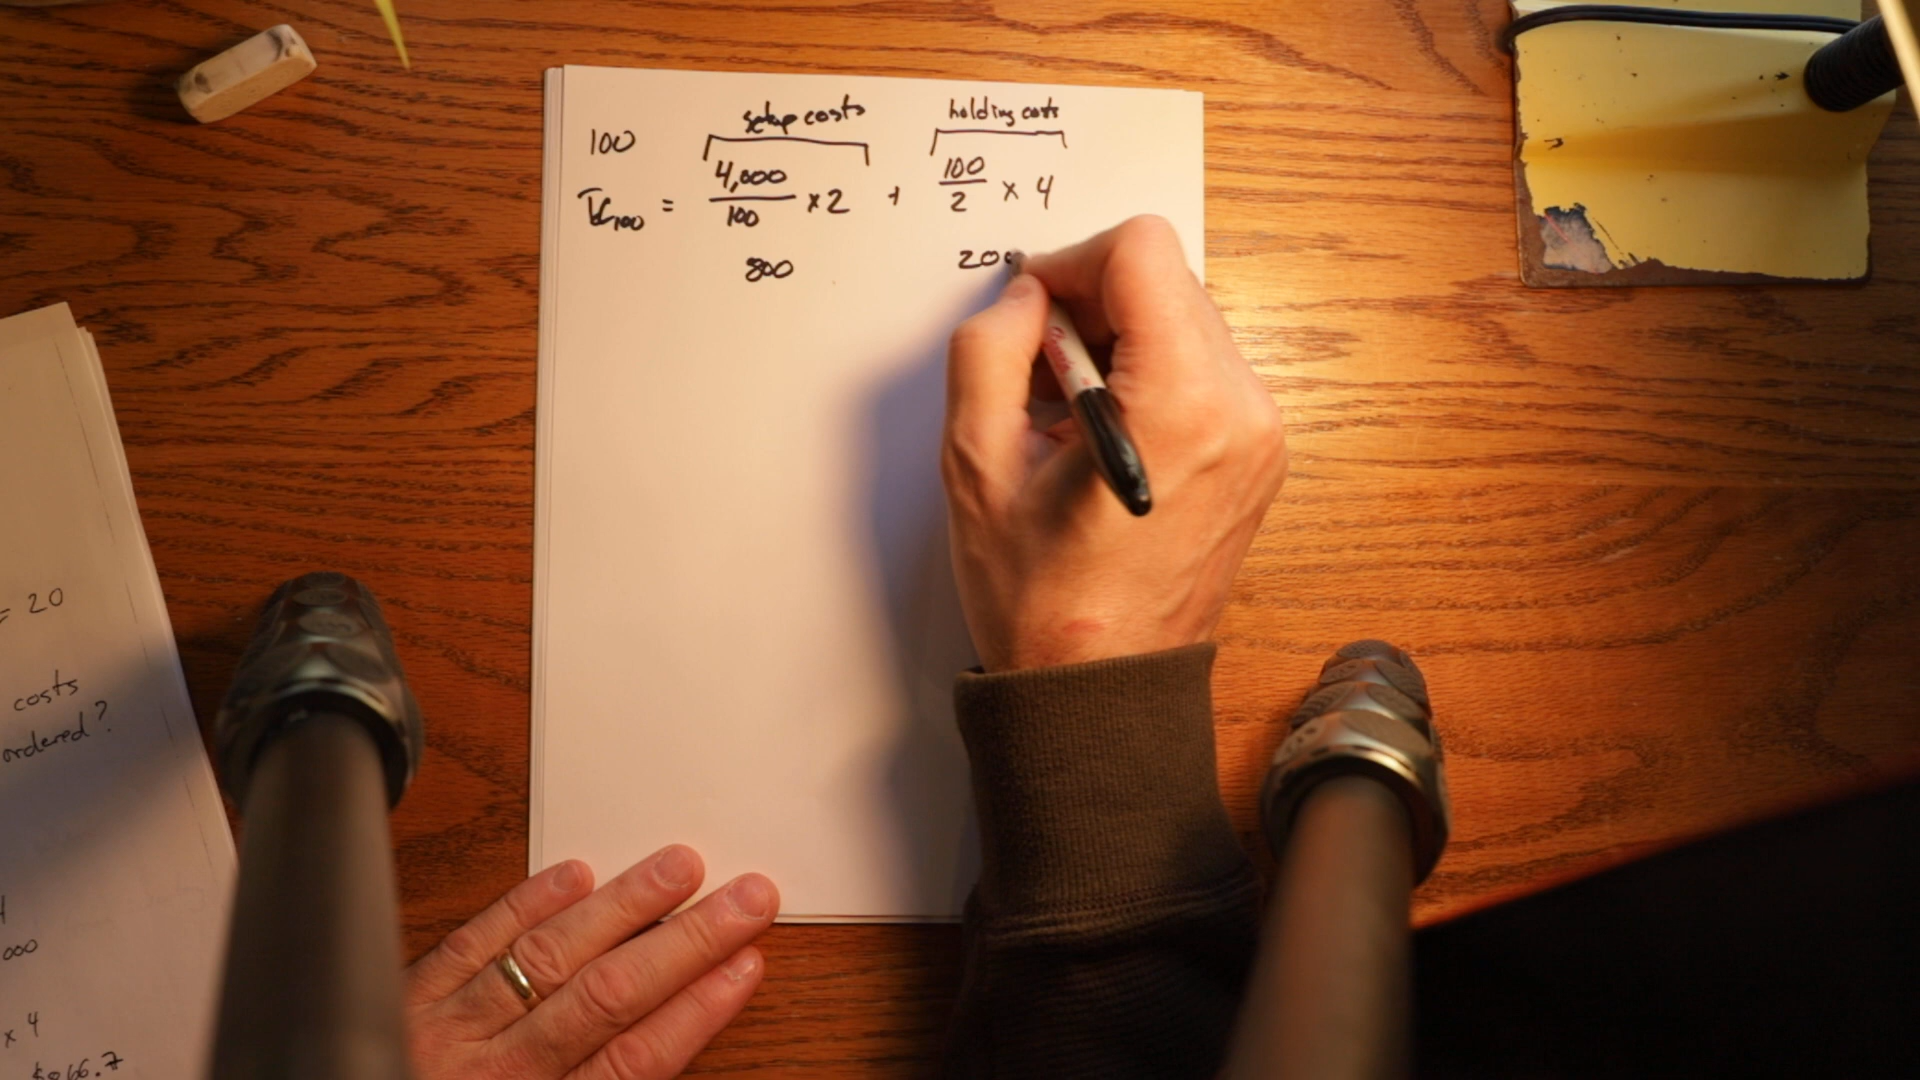 setup costs holding costs
100
TC100 = 4,000/100 x 2 + 100/2 x 4
800 200
= 20
costs
ordered?
000
x 4